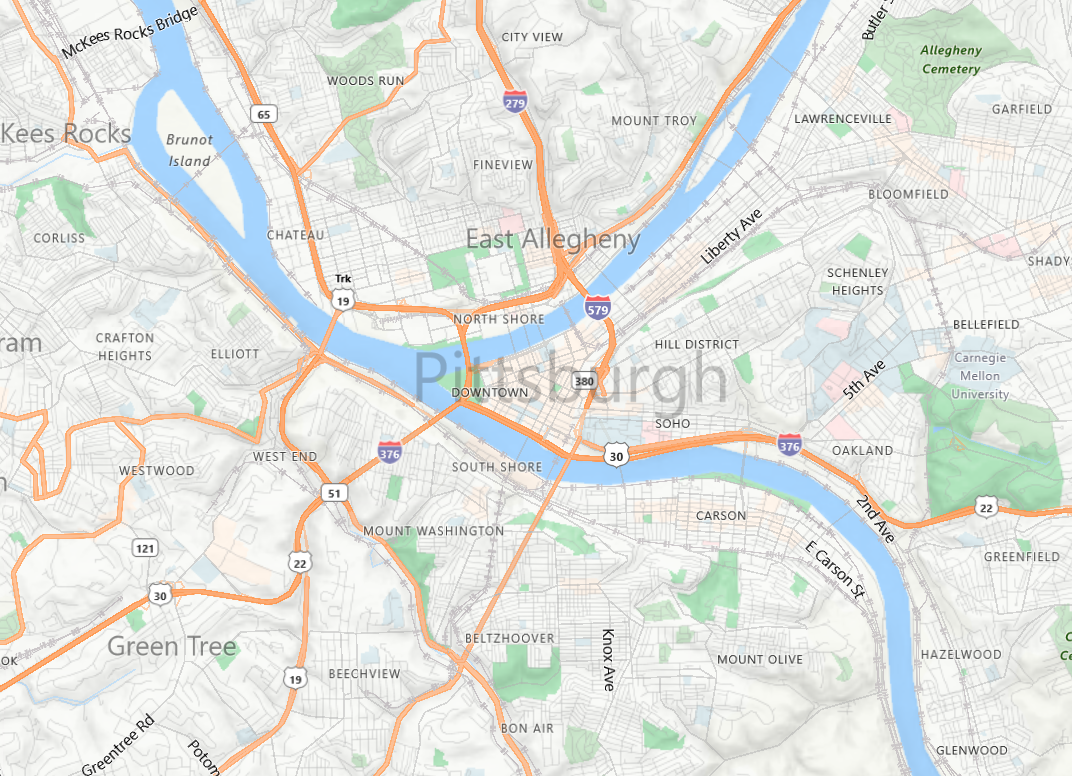 McKees Rocks Bridge
CITY VIEW
Butler
Allegheny
Cemetery
WOODS RUN
279
65
GARFIELD
MOUNT TROY
LAWRENCEVILLE
Kees Rocks
Brunot
Island
FINEVIEW
BLOOMFIELD
CORLISS
CHATEAU
East Allegheny
Liberty Ave
SHADY
SCHENLEY
HEIGHTS
Trk
19
579
NORTH SHORE
BELLEFIELD
CRAFTON
HEIGHTS
ram
ELLIOTT
HILL DISTRICT
Carnegie
Mellon
University
Pittsburgh
380
5th Ave
DOWNTOWN
SOHO
376
30
376
OAKLAND
WEST END
WESTWOOD
SOUTH SHORE
n
51
22
2nd Ave
CARSON
MOUNT WASHINGTON
121
22
E Carson St
GREENFIELD
30
Green Tree
BELTZHOOVER
Knox Ave
C
Ce
OK
MOUNT OLIVE
HAZELWOOD
19
BEECHVIEW
BON AIR
Greentree Rd
Potom
GLENWOOD